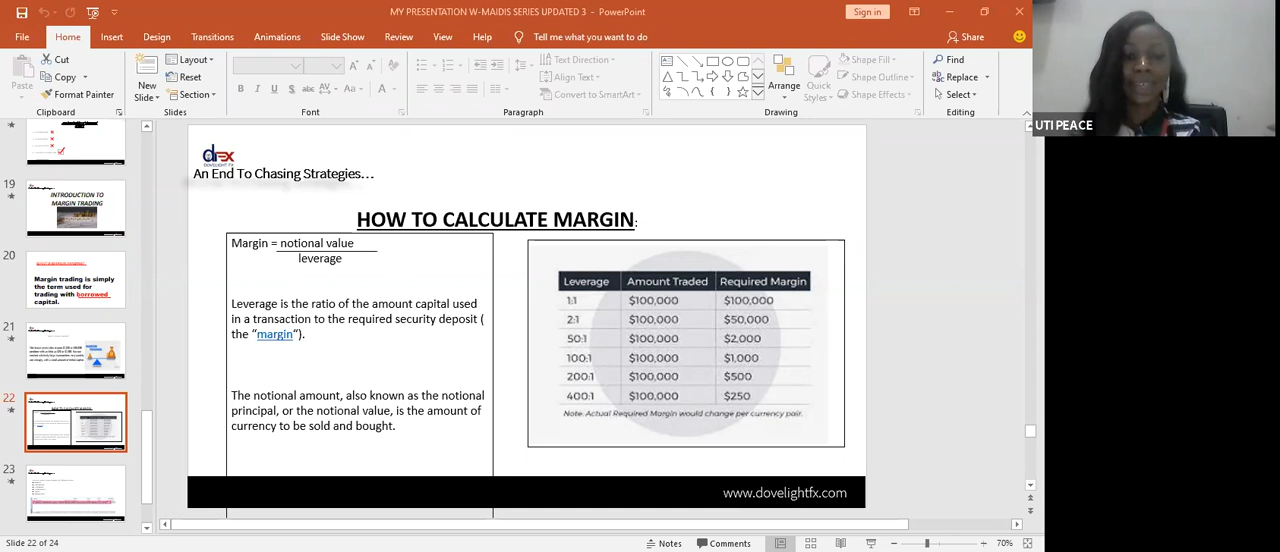 MY PRESENTATION W-MAIDIS SERIES UPDATED 3 - PowerPoint
Sign in
File
Home
Insert
Design
Transitions
Animations
Slide Show
Review
View
Help
Tell me what you want to do
Share
Paste
Cut
Copy
Format Painter
Clipboard
New
Slide
Layout
Reset
Section
Slides
B I U S abc AV Aa A
Font
Text Direction
Align Text
Convert to SmartArt
Paragraph
Arrange
Quick
Styles
Shape Fill
Shape Outline
Shape Effects
Drawing
Find
Replace
Select
Editing
UTI PEACE
19
INTRODUCTION TO
MARGIN TRADING
20
Margin trading is simply
the term used for
trading with borrowed
capital.
21
22
23
drex
DOVELIGHT FX
An End To Chasing Strategies...
HOW TO CALCULATE MARGIN:
Margin = notional value
leverage
Leverage is the ratio of the amount capital used
in a transaction to the required security deposit (
the “margin“).
The notional amount, also known as the notional
principal, or the notional value, is the amount of
currency to be sold and bought.
Leverage Amount Traded Required Margin
1:1 $100,000 $100,000
2:1 $100,000 $50,000
50:1 $100,000 $2,000
100:1 $100,000 $1,000
200:1 $100,000 $500
400:1 $100,000 $250
Note: Actual Required Margin would change per currency pair.
www.dovelightfx.com
Slide 22 of 24
Notes
Comments
70%